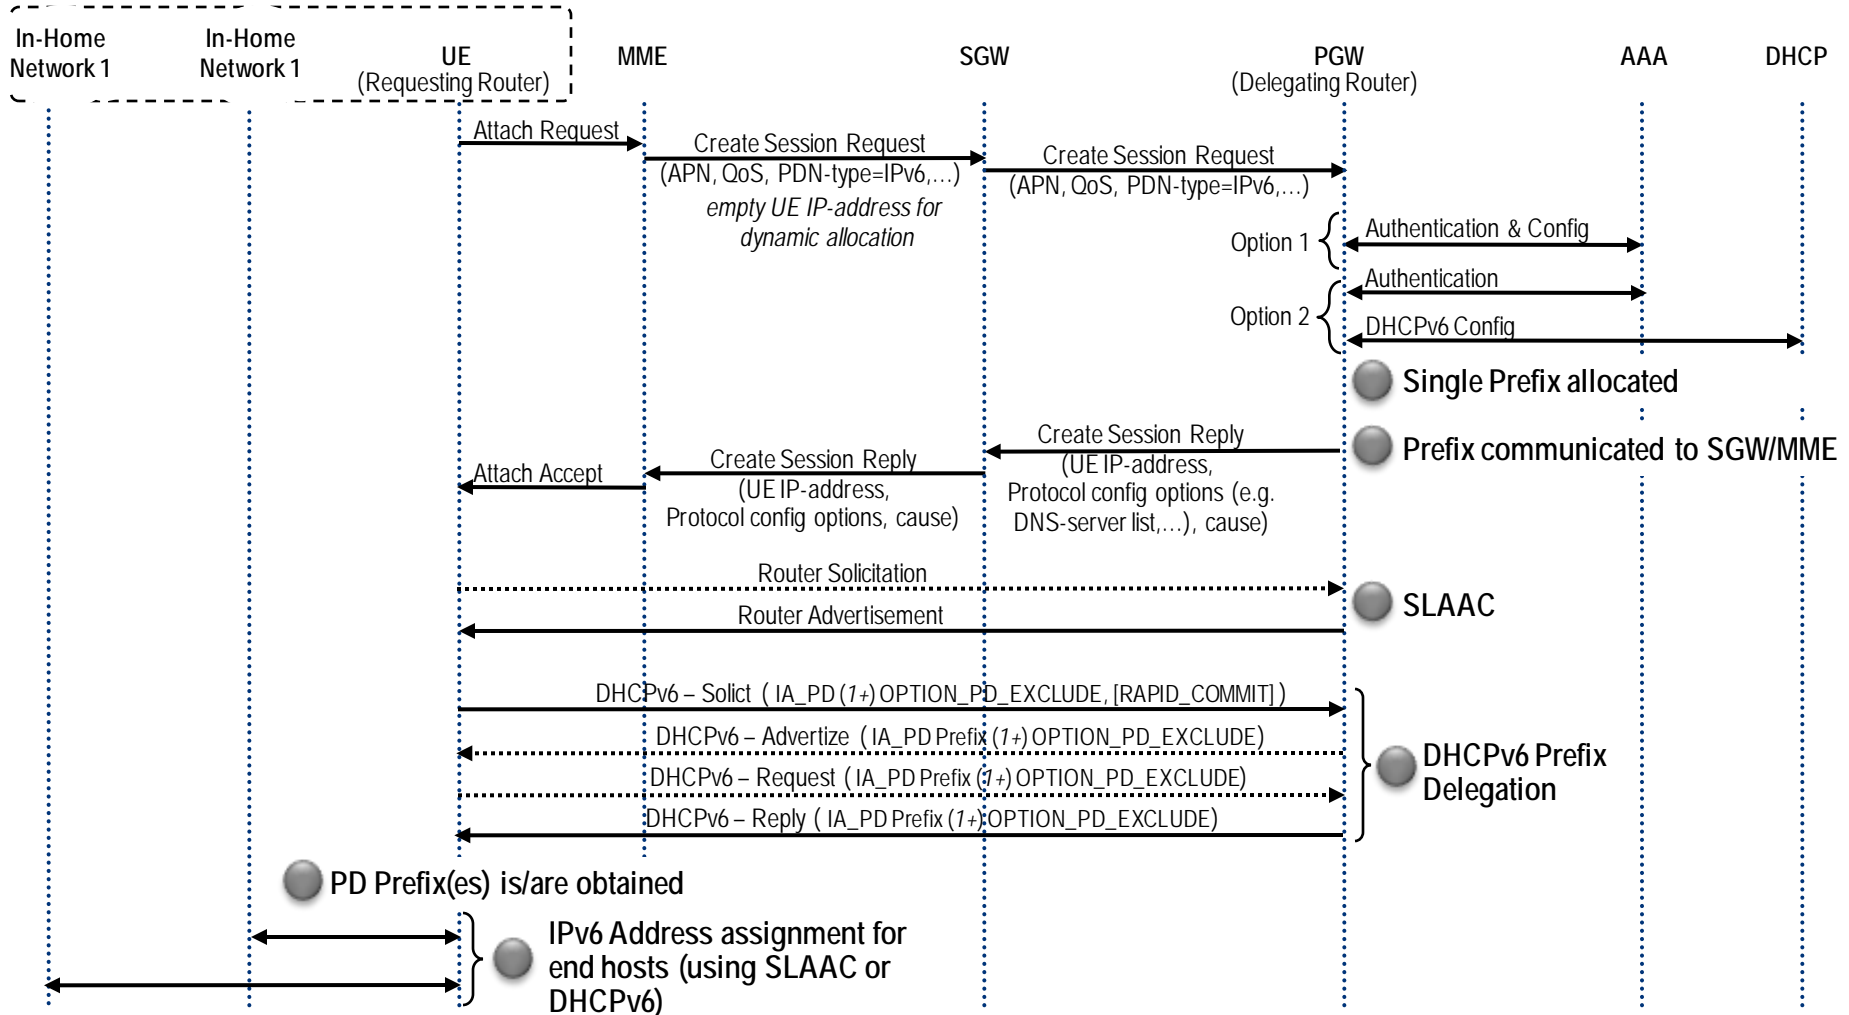 In-Home
Network 1
In-Home
Network 1
UE
(Requesting Router)
MME
SGW
PGW
(Delegating Router)
AAA
DHCP
Attach Request
Create Session Request
(APN, QoS, PDN-type=IPv6,…)
empty UE IP-address for
dynamic allocation
Create Session Request
(APN, QoS, PDN-type=IPv6,…)
Option 1
Authentication & Config
Option 2
Authentication
DHCPv6 Config
Single Prefix allocated
Prefix communicated to SGW/MME
Create Session Reply
(UE IP-address,
Protocol config options (e.g.
DNS-server list,…), cause)
Create Session Reply
(UE IP-address,
Protocol config options, cause)
Attach Accept
Router Solicitation
Router Advertisement
SLAAC
DHCPv6 – Solict ( IA_PD (1+) OPTION_PD_EXCLUDE, [RAPID_COMMIT] )
DHCPv6 – Advertize ( IA_PD Prefix (1+) OPTION_PD_EXCLUDE)
DHCPv6 – Request ( IA_PD Prefix (1+) OPTION_PD_EXCLUDE)
DHCPv6 – Reply ( IA_PD Prefix (1+) OPTION_PD_EXCLUDE)
DHCPv6 Prefix
Delegation
PD Prefix(es) is/are obtained
IPv6 Address assignment for
end hosts (using SLAAC or
DHCPv6)